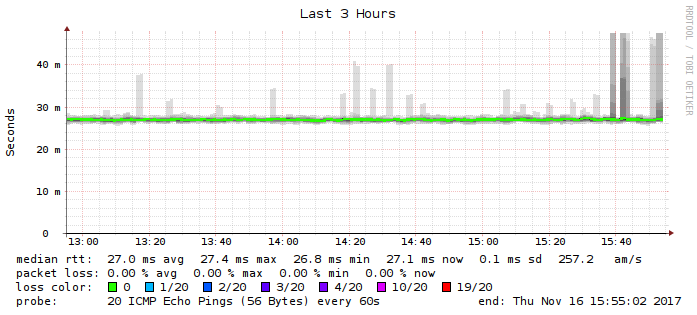 Last 3 Hours
RRDTOOL / TOBI OETIKER
Seconds
40 m
30 m
20 m
10 m
0
13:00 13:20 13:40 14:00 14:20 14:40 15:00 15:20 15:40
median rtt: 27.0 ms avg 27.4 ms max 26.8 ms min 27.1 ms now 0.1 ms sd 257.2 am/s
packet loss: 0.00 % avg 0.00 % max 0.00 % min 0.00 % now
loss color: 0 1/20 2/20 3/20 4/20 10/20 19/20
probe: 20 ICMP Echo Pings (56 Bytes) every 60s end: Thu Nov 16 15:55:02 2017